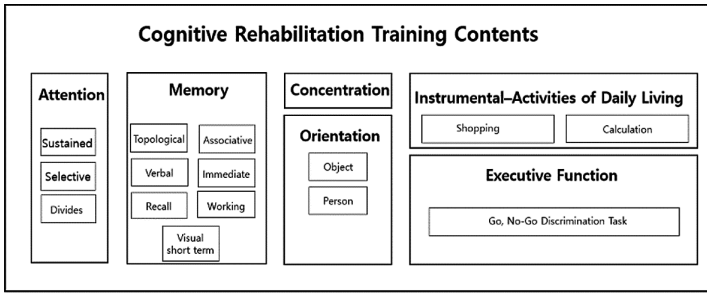 Cognitive Rehabilitation Training Contents
Attention
Sustained
Selective
Divides
Memory
Topological
Associative
Verbal
Immediate
Recall
Working
Visual
short term
Concentration
Orientation
Object
Person
Instrumental–Activities of Daily Living
Shopping
Calculation
Executive Function
Go, No-Go Discrimination Task